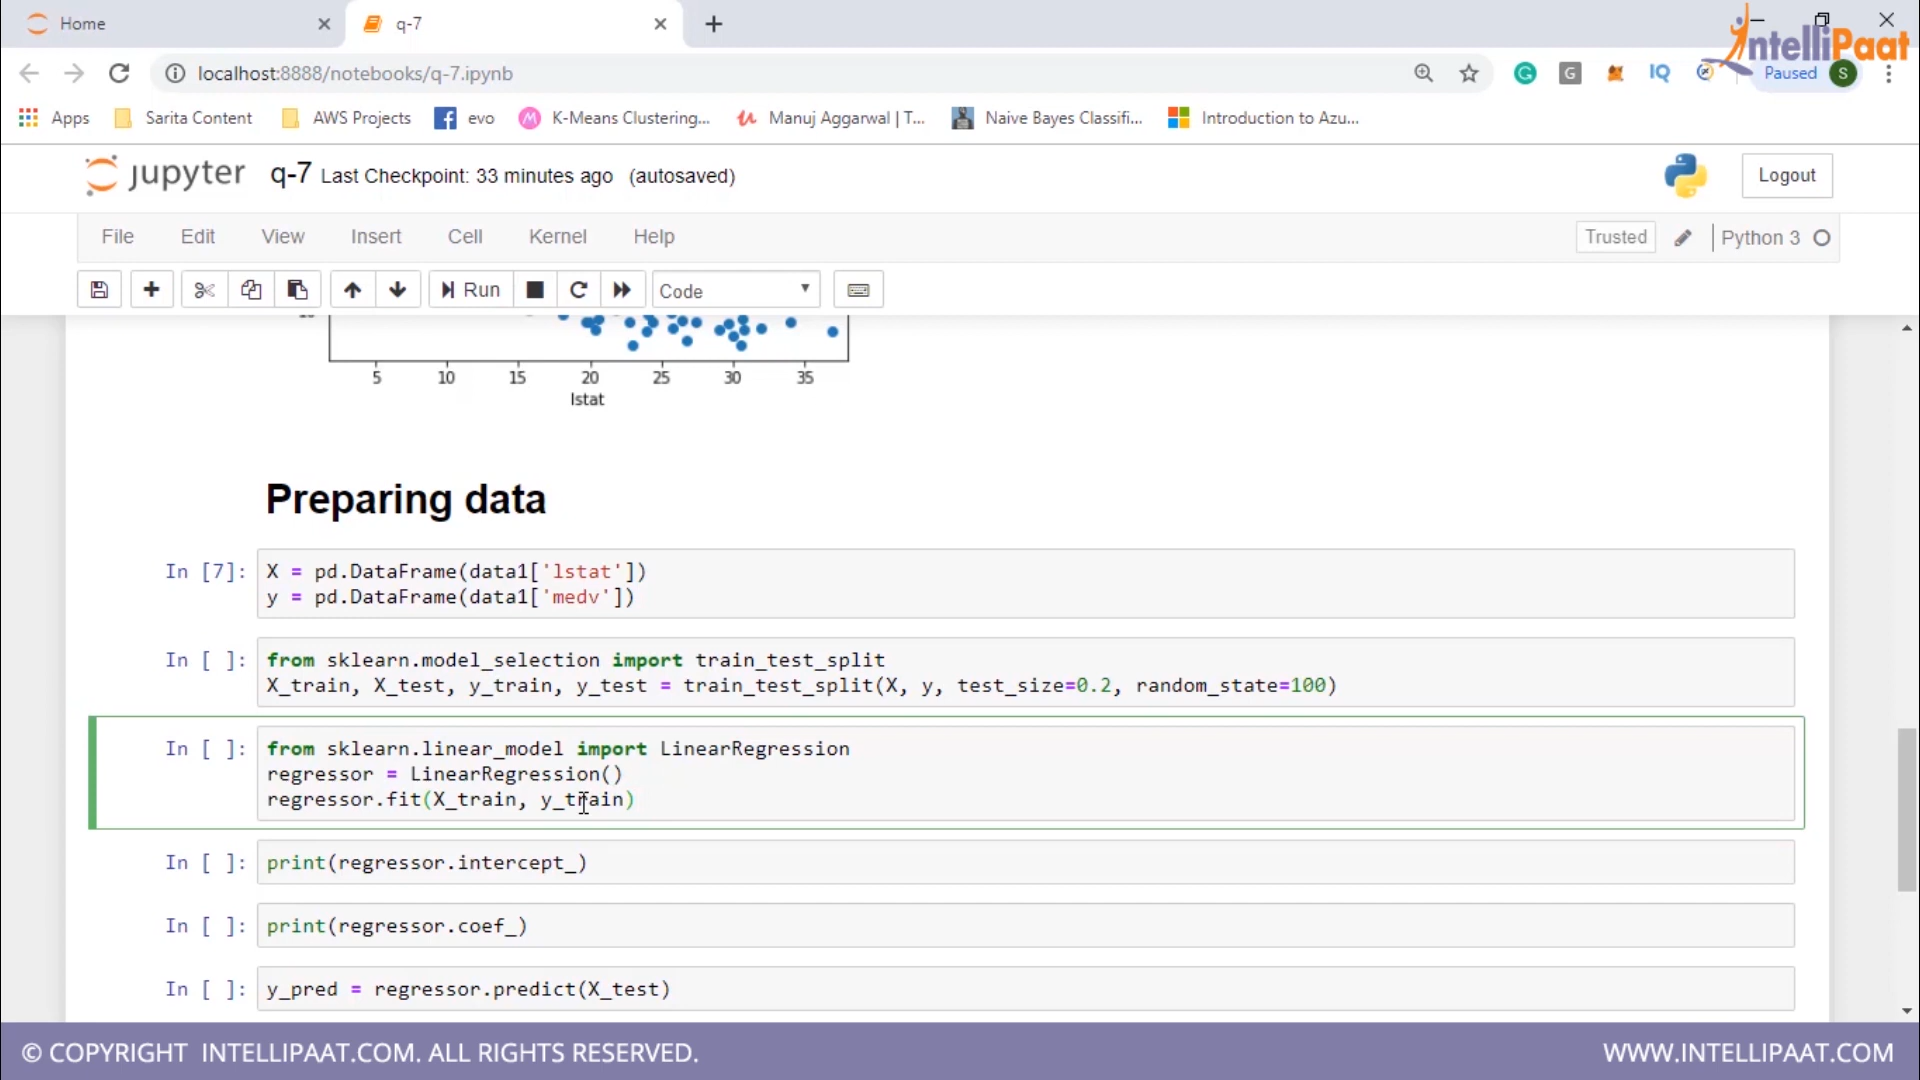 Home
q-7
IntelliPaat
localhost:8888/notebooks/q-7.ipynb
G
G
IQ
Paused
S
Apps
Sarita Content
AWS Projects
evo
K-Means Clustering...
Manuj Aggarwal | T...
Naive Bayes Classifi...
Introduction to Azu...
jupyter q-7 Last Checkpoint: 33 minutes ago (autosaved)
Logout
File Edit View Insert Cell Kernel Help
Trusted
Python 3
Run
Code
5 10 15 20 25 30 35
lstat
Preparing data
In [7]: X = pd.DataFrame(data1['lstat'])
y = pd.DataFrame(data1['medv'])
In [ ]: from sklearn.model_selection import train_test_split
X_train, X_test, y_train, y_test = train_test_split(X, y, test_size=0.2, random_state=100)
In [ ]: from sklearn.linear_model import LinearRegression
regressor = LinearRegression()
regressor.fit(X_train, y_train)
In [ ]: print(regressor.intercept_)
In [ ]: print(regressor.coef_)
In [ ]: y_pred = regressor.predict(X_test)
© COPYRIGHT INTELLIPAAT.COM. ALL RIGHTS RESERVED.
WWW.INTELLIPAAT.COM